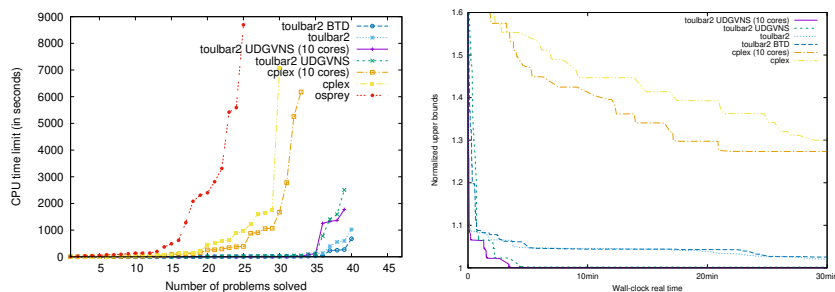 9000
8000
7000
6000
5000
4000
3000
2000
1000
0
5 10 15 20 25 30 35 40 45
CPU time limit (in seconds)
Number of problems solved
toulbar2 BTD
toulbar2
toulbar2 UDGVNS (10 cores)
toulbar2 UDGVNS
cplex (10 cores)
cplex
osprey
1.6
1.5
1.4
1.3
1.2
1.1
1
0 10min 20min 30min
Normalized upper bounds
Wall-clock real time
toulbar2 UDGVNS (10 cores)
toulbar2 UDGVNS
toulbar2
toulbar2 BTD
cplex (10 cores)
cplex